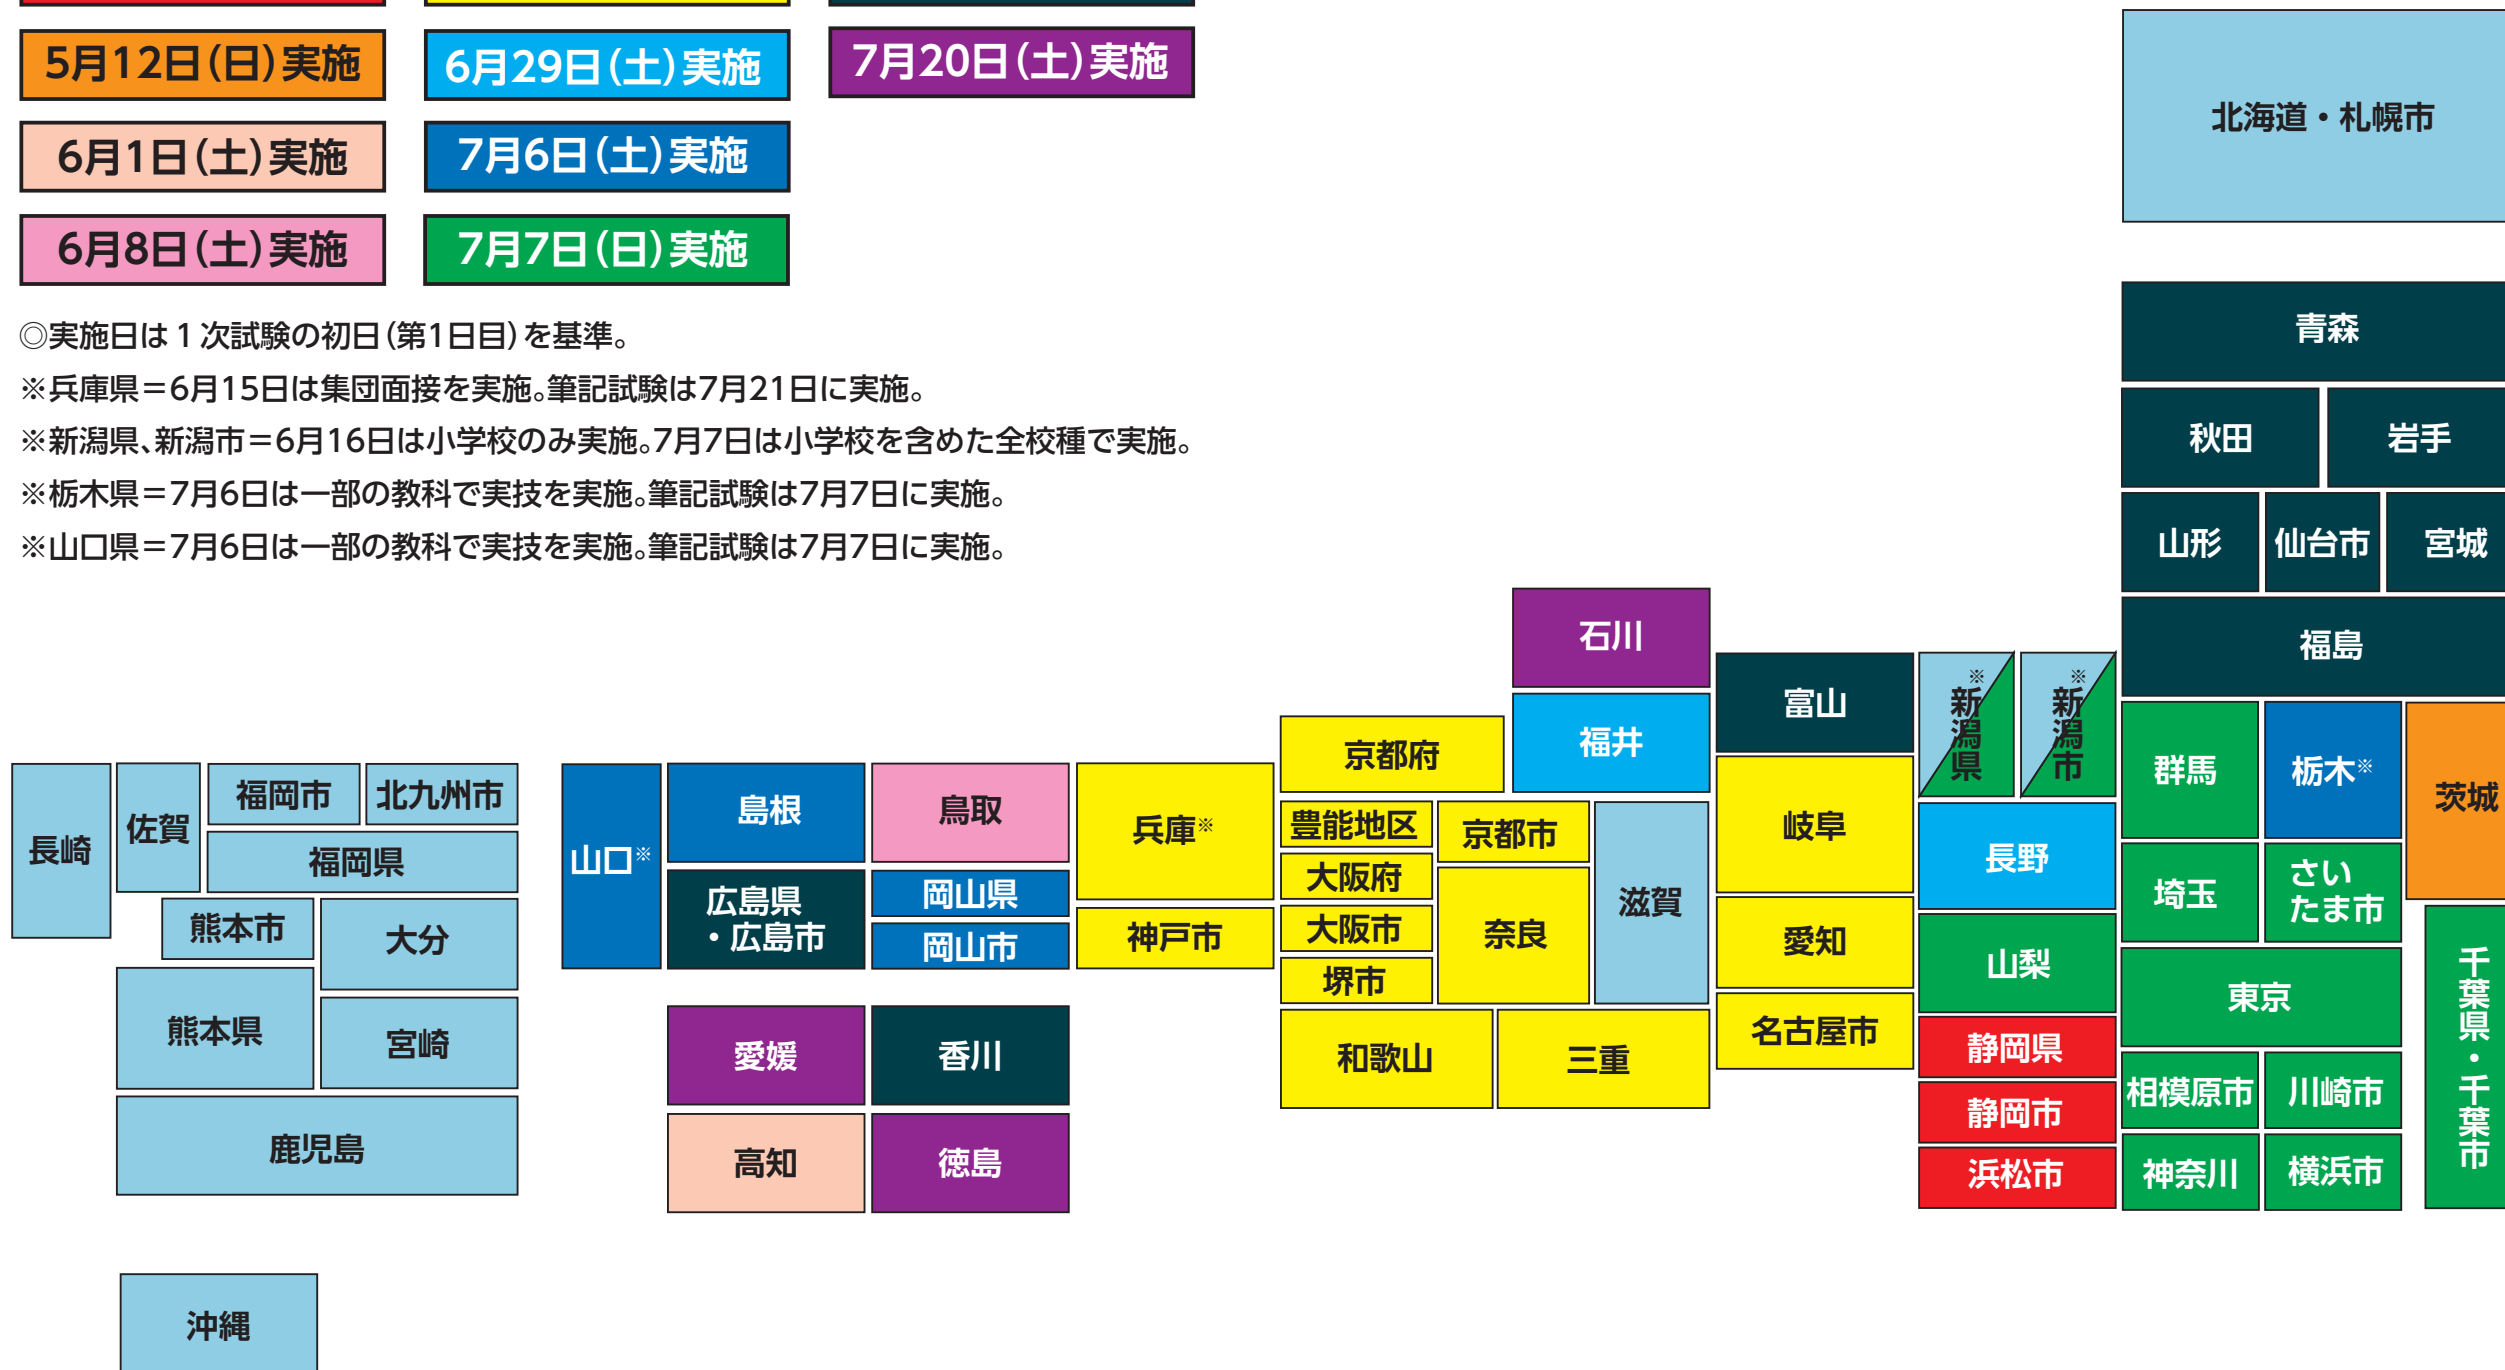 5月12日(日)実施
6月1日(土)実施
6月8日(土)実施
6月29日(土)実施
7月6日(土)実施
7月7日(日)実施
7月20日(土)実施
◎実施日は1次試験の初日(第1日目)を基準。
※兵庫県＝6月15日は集団面接を実施。筆記試験は7月21日に実施。
※新潟県、新潟市＝6月16日は小学校のみ実施。7月7日は小学校を含めた全校種で実施。
※栃木県＝7月6日は一部の教科で実技を実施。筆記試験は7月7日に実施。
※山口県＝7月6日は一部の教科で実技を実施。筆記試験は7月7日に実施。
北海道・札幌市
青森
秋田
岩手
山形
仙台市
宮城
福島
群馬
栃木※
茨城
埼玉
さい
たま市
東京
千葉県・千葉市
相模原市
川崎市
神奈川
横浜市
※新潟県
※新潟市
長野
山梨
静岡県
静岡市
浜松市
富山
岐阜
愛知
名古屋市
石川
福井
滋賀
三重
京都府
豊能地区
京都市
大阪府
大阪市
堺市
奈良
和歌山
兵庫※
神戸市
鳥取
岡山県
岡山市
島根
広島県
・広島市
山口※
愛媛
香川
高知
徳島
福岡市
北九州市
福岡県
佐賀
長崎
熊本市
大分
熊本県
宮崎
鹿児島
沖縄